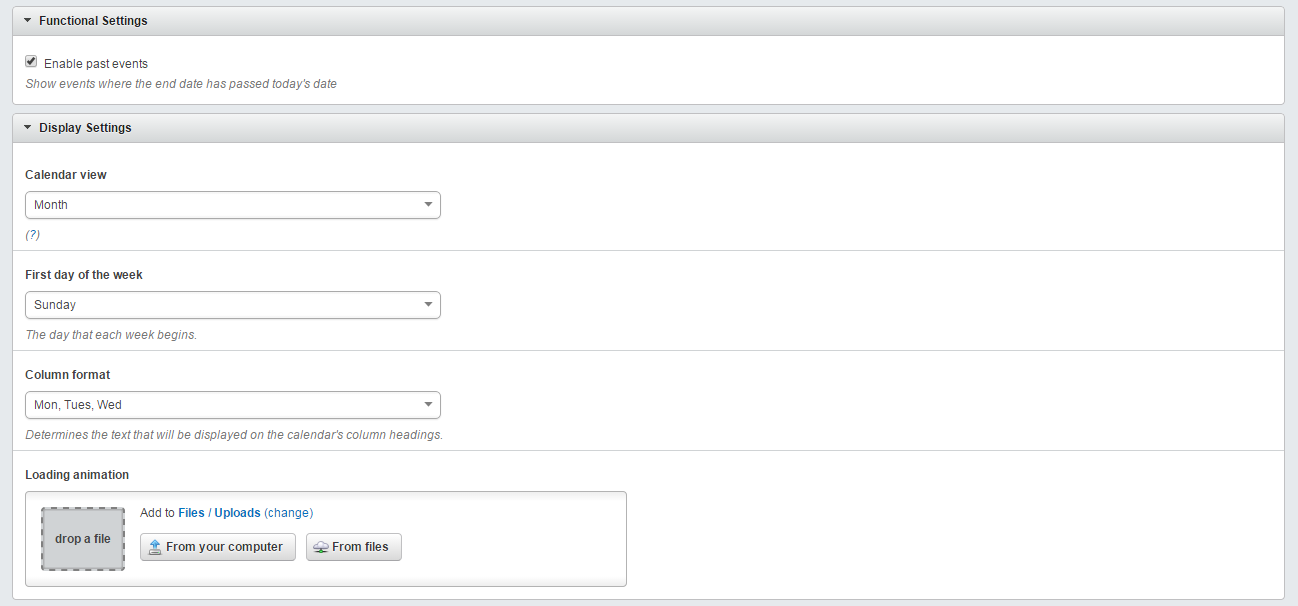 Functional Settings
Enable past events
Show events where the end date has passed today's date
Display Settings
Calendar view
Month
(?)
First day of the week
Sunday
The day that each week begins.
Column format
Mon, Tues, Wed
Determines the text that will be displayed on the calendar's column headings.
Loading animation
Add to Files / Uploads (change)
drop a file
From your computer From files